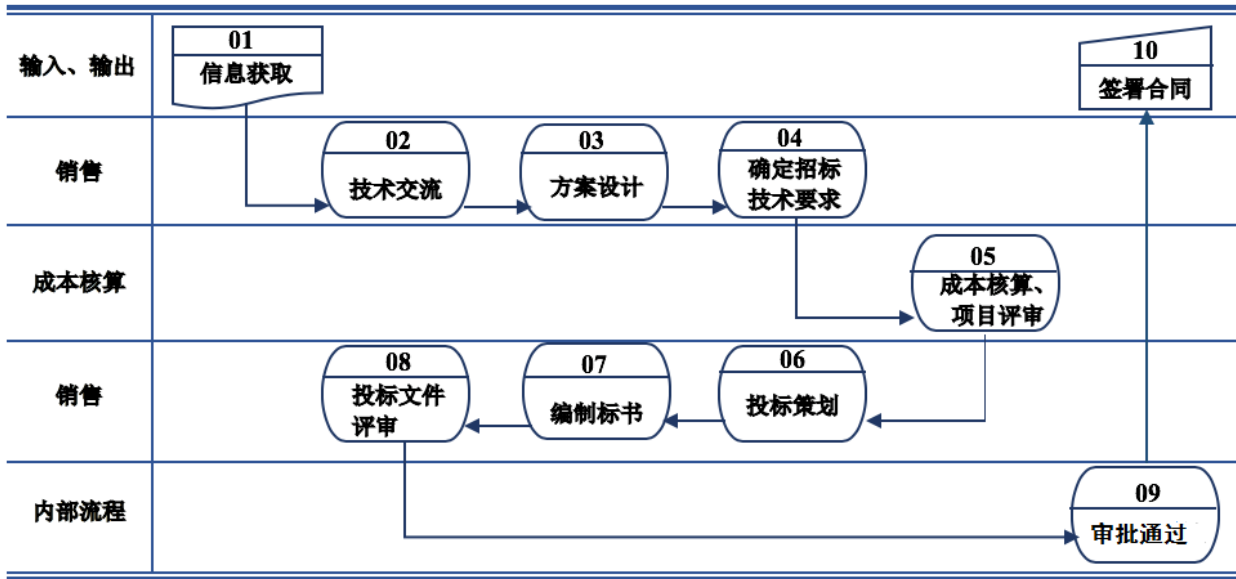 输入、输出
01
信息获取
10
签署合同
销售
02
技术交流
03
方案设计
04
确定招标
技术要求
成本核算
05
成本核算、
项目评审
销售
08
投标文件
评审
07
编制标书
06
投标策划
内部流程
09
审批通过